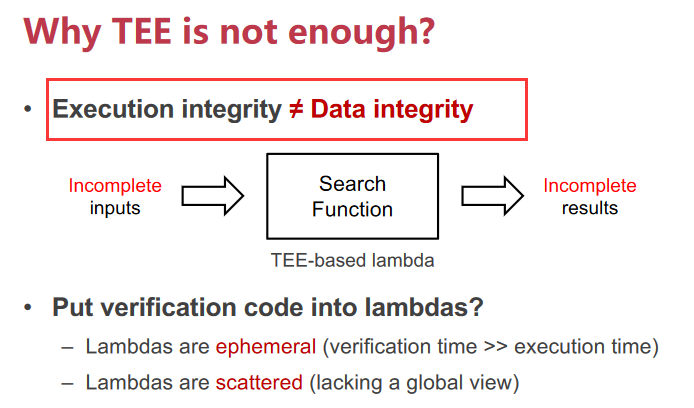 Why TEE is not enough?
• Execution integrity ≠ Data integrity
Incomplete
inputs
Search
Function
Incomplete
results
TEE-based lambda
• Put verification code into lambdas?
– Lambdas are ephemeral (verification time >> execution time)
– Lambdas are scattered (lacking a global view)